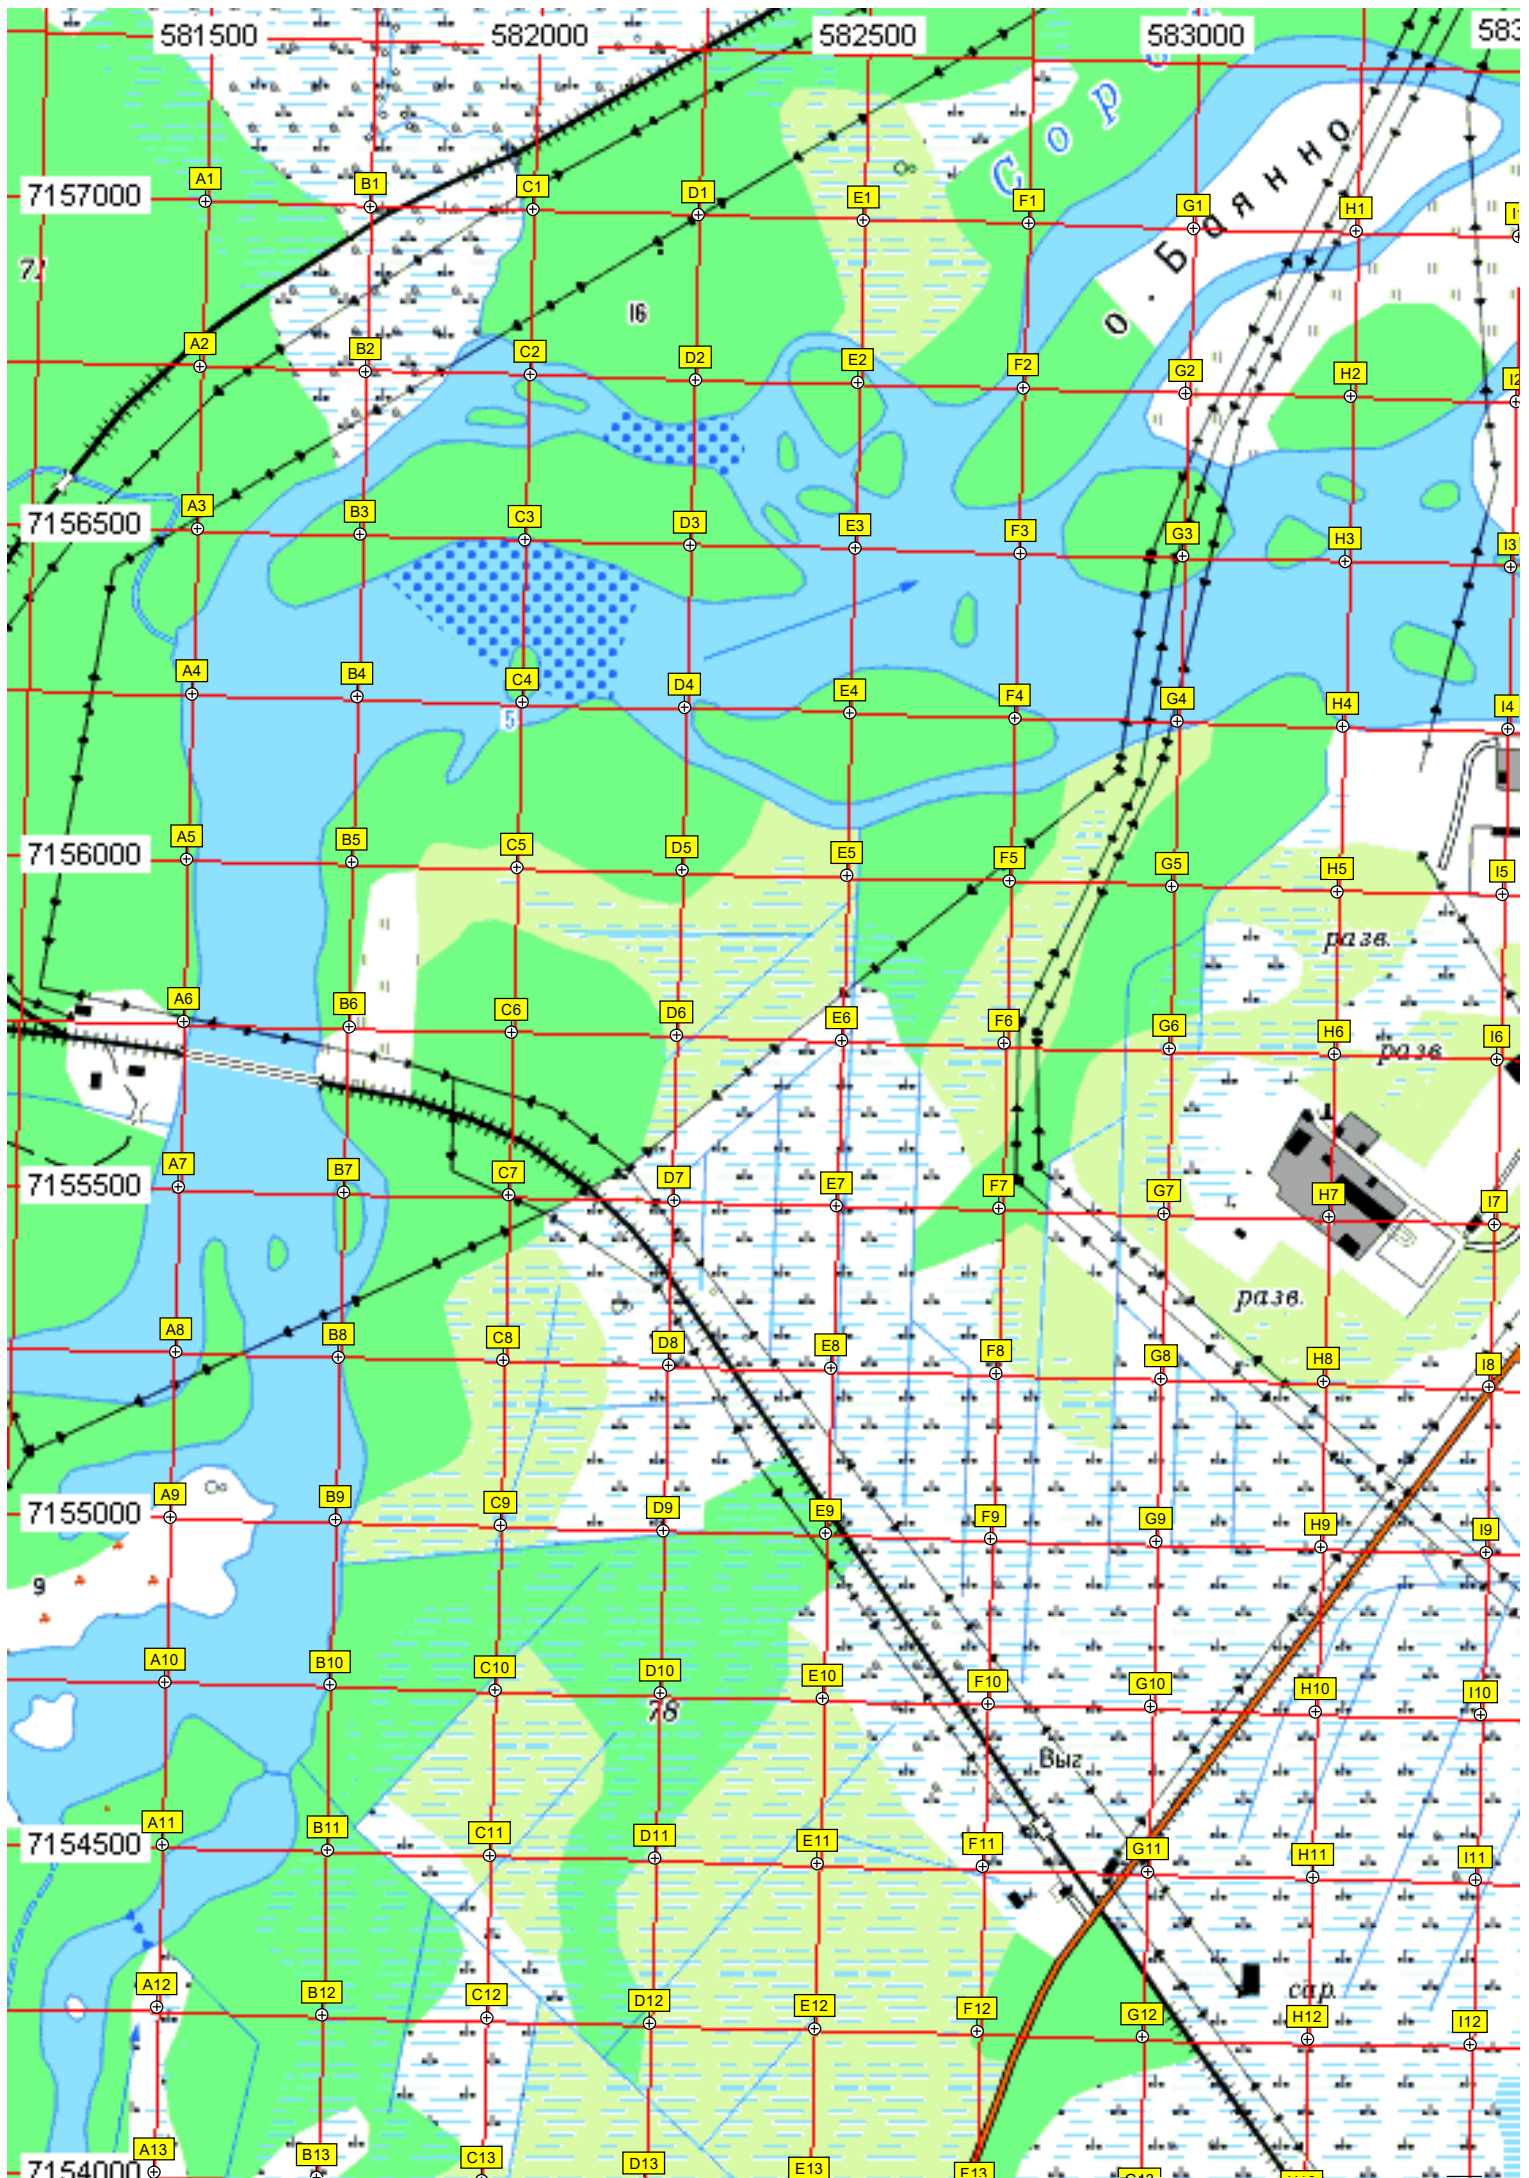 581500 582000 582500 583000 583
Сор
о Баянно
7157000 A1 B1 C1 D1 E1 F1 G1 H1
16
A2 B2 C2 D2 E2 F2 G2 H2 I2
7156500 A3 B3 C3 D3 E3 F3 G3 H3 I3
A4 B4 C4 D4 E4 F4 G4 H4 I4
5
7156000 A5 B5 C5 D5 E5 F5 G5 H5 I5
разв.
A6 B6 C6 D6 E6 F6 G6 H6 I6
разв.
7155500 A7 B7 C7 D7 E7 F7 G7 H7 I7
разв.
A8 B8 C8 D8 E8 F8 G8 H8 I8
7155000 A9 B9 C9 D9 E9 F9 G9 H9 I9
9
A10 B10 C10 D10 E10 F10 G10 H10 I10
78
Выг
7154500 A11 B11 C11 D11 E11 F11 G11 H11 I11
A12 B12 C12 D12 E12 F12 G12 H12 I12
сар.
7154000 A13 B13 C13 D13 E13 F13